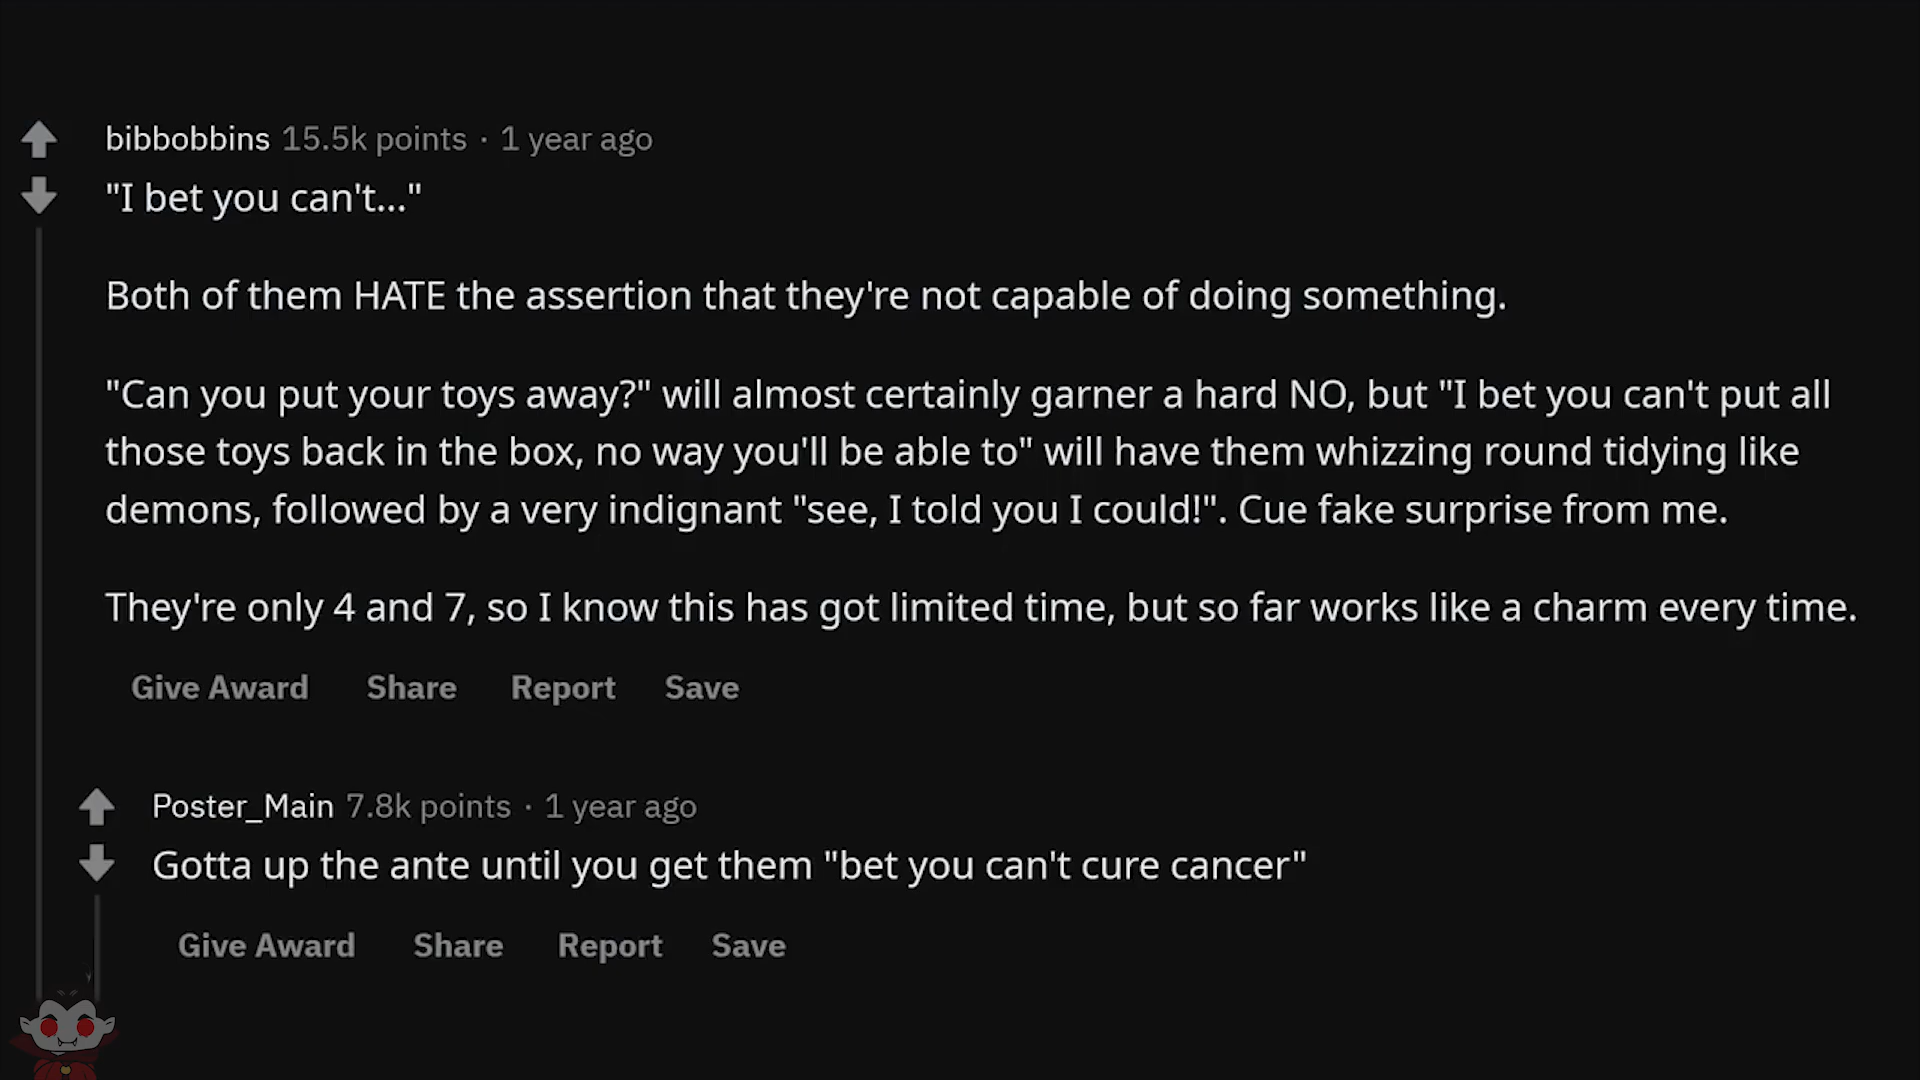 bibbobbins 15.5k points · 1 year ago
"I bet you can't..."
Both of them HATE the assertion that they're not capable of doing something.
"Can you put your toys away?" will almost certainly garner a hard NO, but "I bet you can't put all
those toys back in the box, no way you'll be able to" will have them whizzing round tidying like
demons, followed by a very indignant "see, I told you I could!". Cue fake surprise from me.
They're only 4 and 7, so I know this has got limited time, but so far works like a charm every time.
Give Award Share Report Save
Poster_Main 7.8k points · 1 year ago
Gotta up the ante until you get them "bet you can't cure cancer"
Give Award Share Report Save